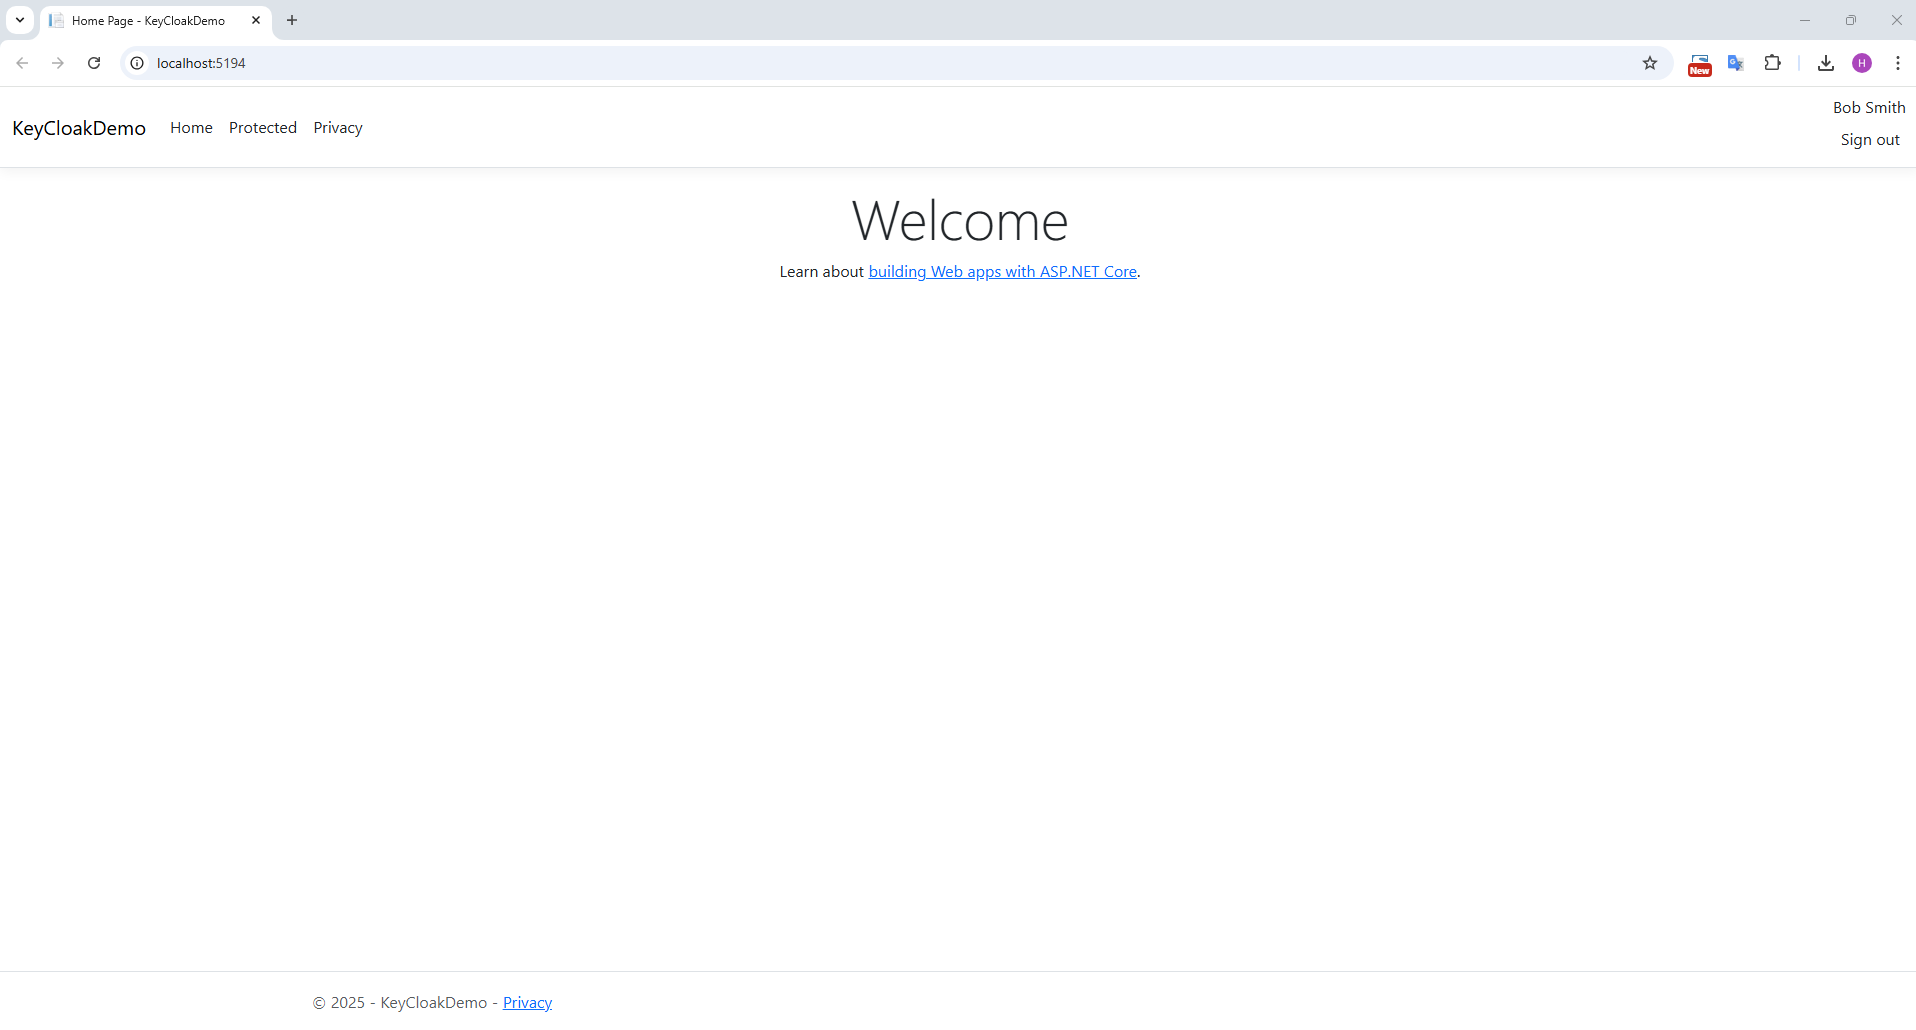 Home Page - KeyCloakDemo
localhost:5194
New
G
H
KeyCloakDemo Home Protected Privacy
Bob Smith
Sign out
Welcome
Learn about building Web apps with ASP.NET Core.
© 2025 - KeyCloakDemo - Privacy